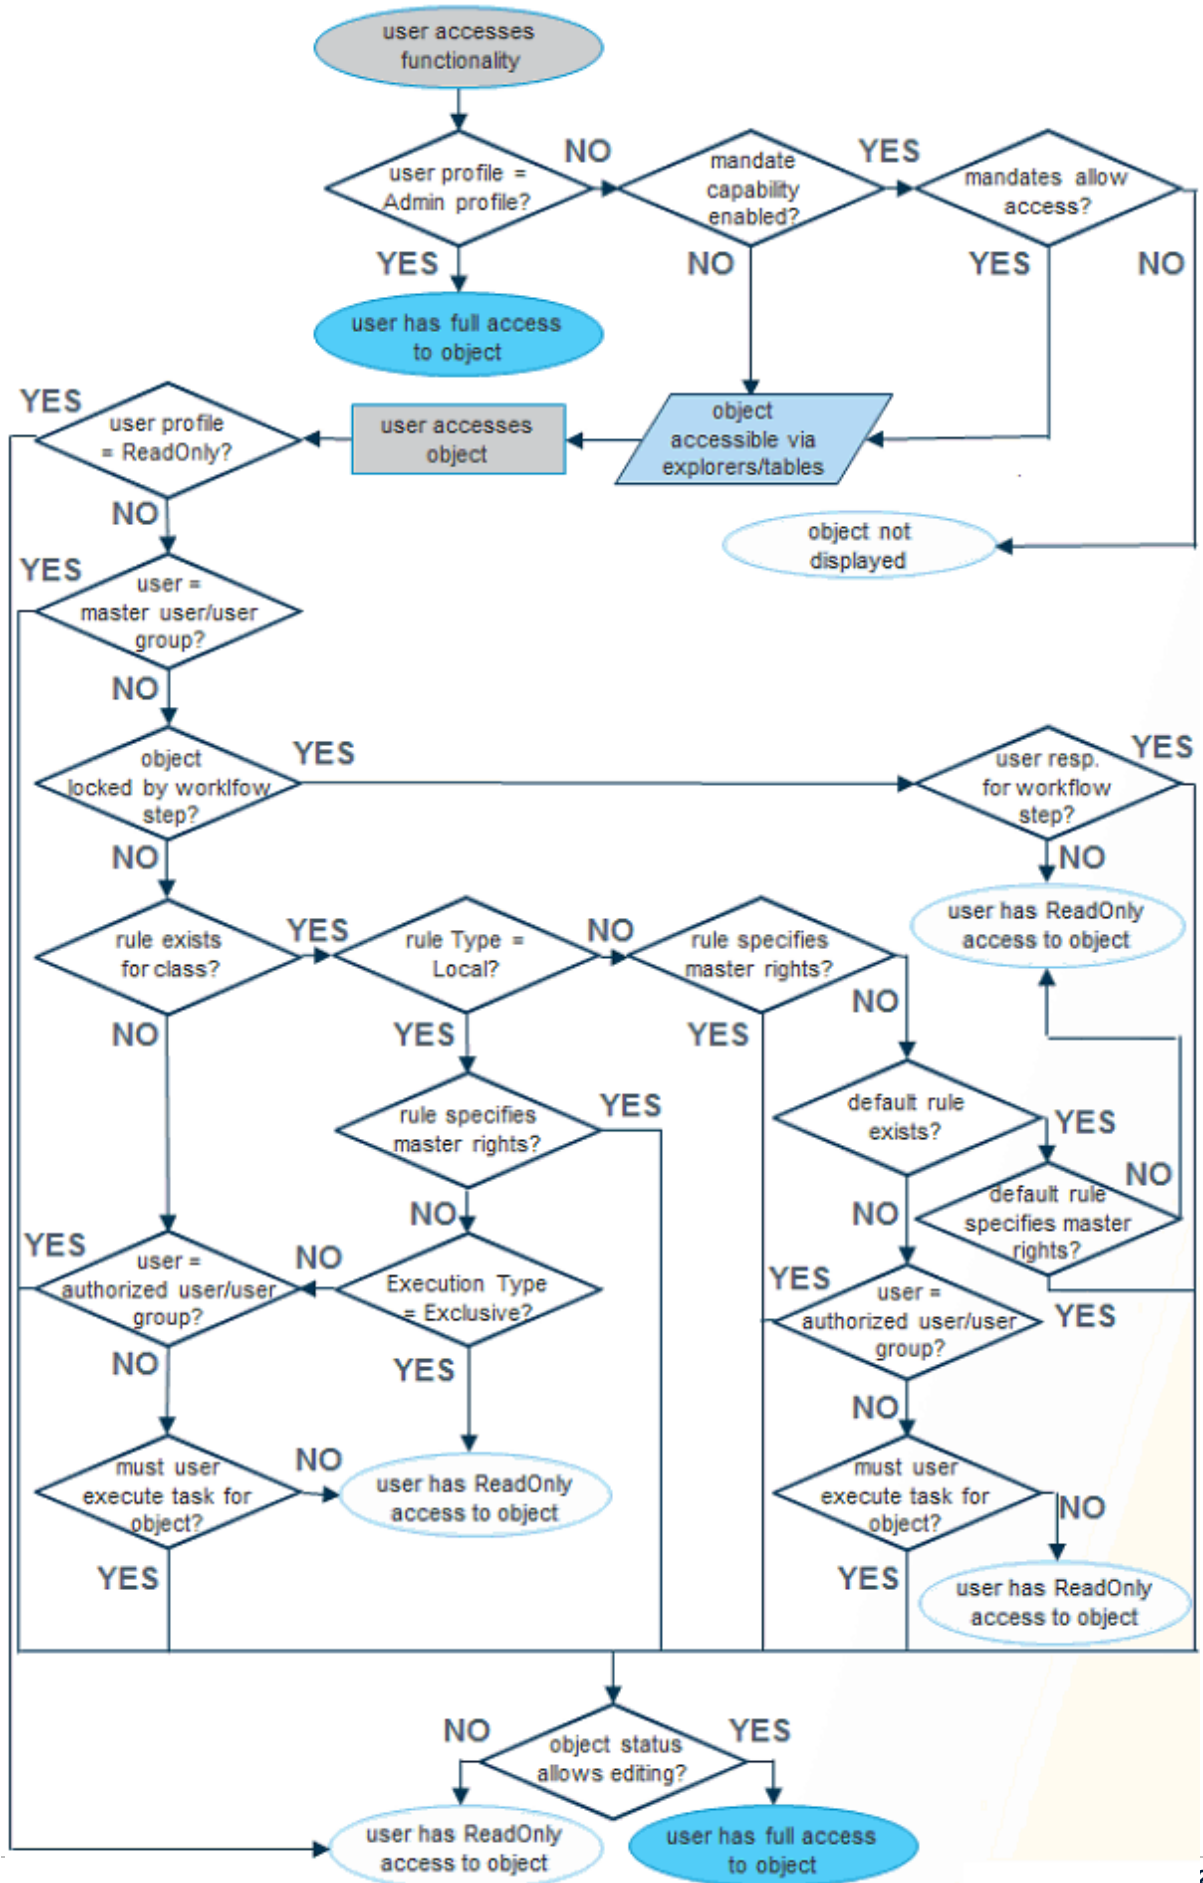 user accesses
functionality
NO
YES
user profile =
Admin profile?
mandate
capability
enabled?
mandates allow
access?
YES
NO
YES
NO
user has full access
to object
YES
user profile
= ReadOnly?
user accesses
object
object
accessible via
explorers/tables
NO
object not
displayed
YES
user =
master user/user
group?
NO
object
locked by worklfow
step?
YES
user resp.
for workflow
step?
YES
NO
NO
user has ReadOnly
access to object
rule exists
for class?
YES
rule Type =
Local?
NO
rule specifies
master rights?
NO
NO
YES
YES
rule specifies
master rights?
YES
default rule
exists?
YES
NO
default rule
specifies master
rights?
NO
NO
YES
YES
user =
authorized user/user
group?
NO
Execution Type
= Exclusive?
YES
user =
authorized user/user
group?
NO
YES
NO
must user
execute task for
object?
NO
user has ReadOnly
access to object
must user
execute task for
object?
NO
YES
YES
user has ReadOnly
access to object
NO
YES
object status
allows editing?
user has ReadOnly
access to object
user has full access
to object